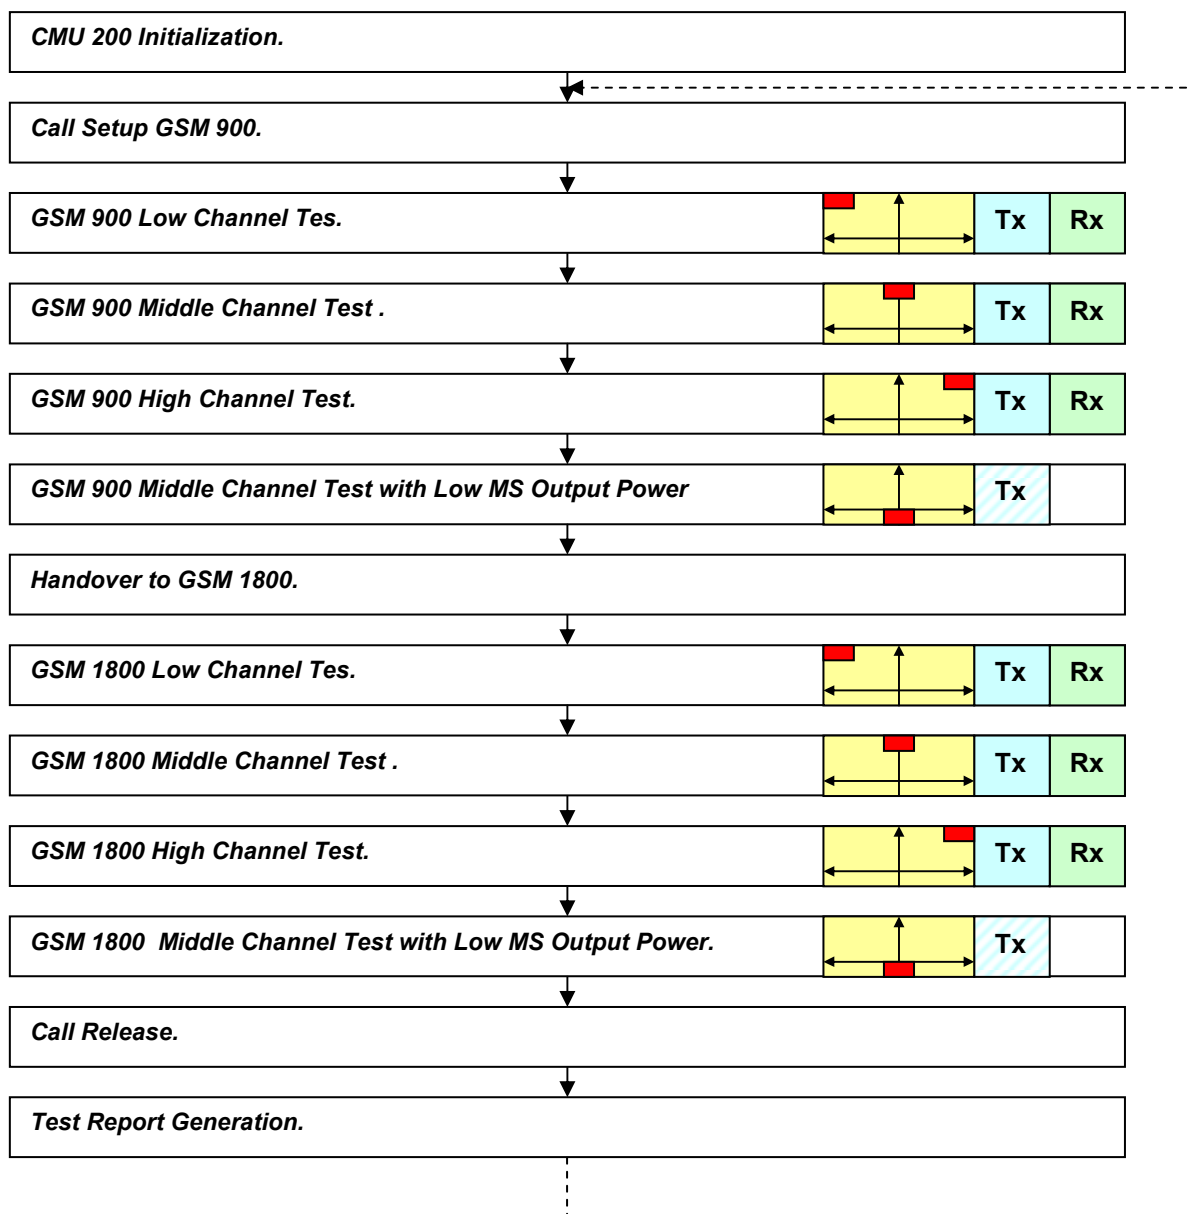 CMU 200 Initialization.
Call Setup GSM 900.
GSM 900 Low Channel Tes. Tx Rx
GSM 900 Middle Channel Test . Tx Rx
GSM 900 High Channel Test. Tx Rx
GSM 900 Middle Channel Test with Low MS Output Power Tx
Handover to GSM 1800.
GSM 1800 Low Channel Tes. Tx Rx
GSM 1800 Middle Channel Test . Tx Rx
GSM 1800 High Channel Test. Tx Rx
GSM 1800  Middle Channel Test with Low MS Output Power. Tx
Call Release.
Test Report Generation.